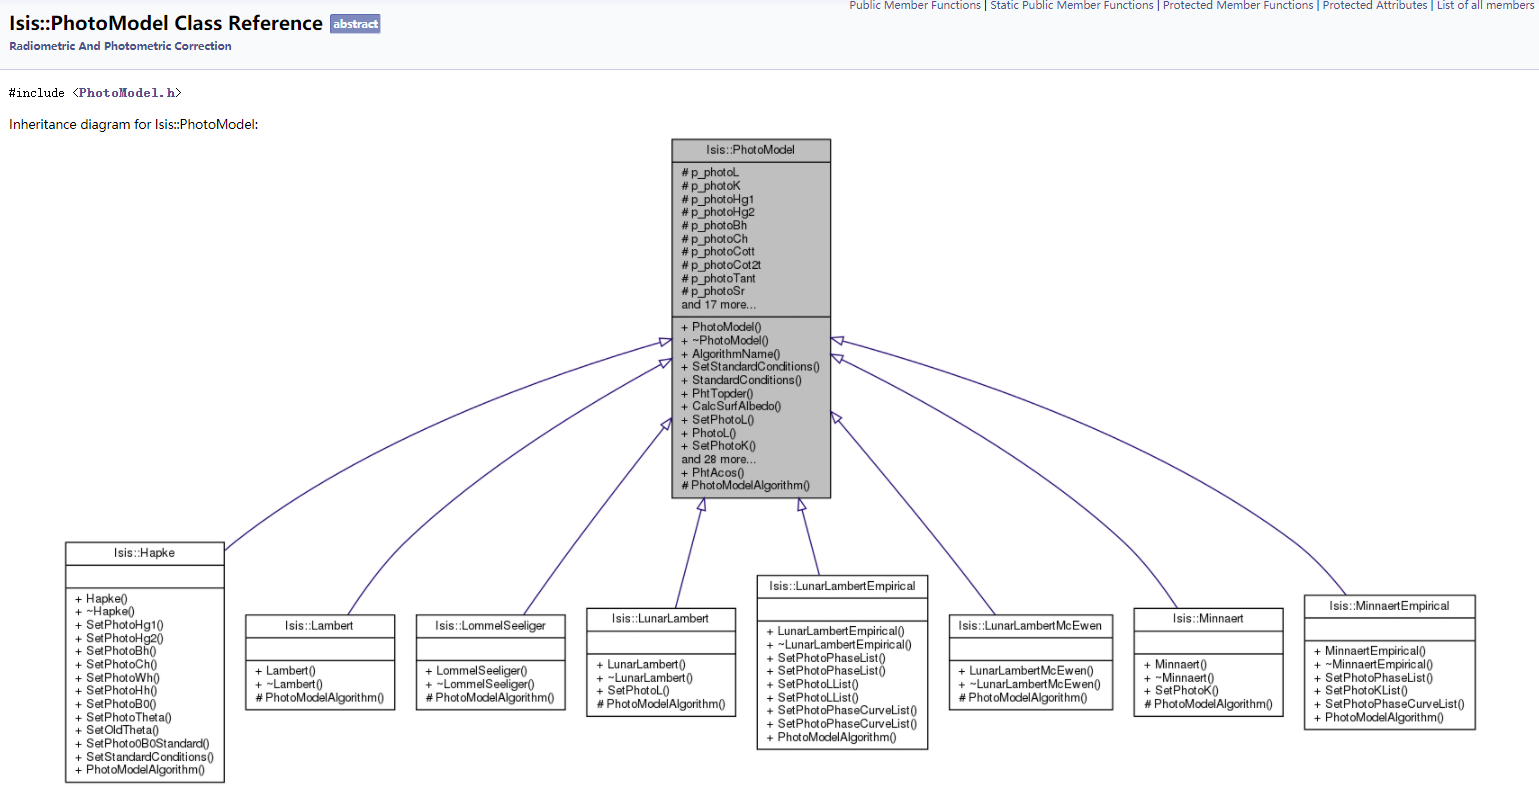 Public Member Functions | Static Public Member Functions | Protected Member Functions | Protected Attributes | List of all members
Isis::PhotoModel Class Reference abstract
Radiometric And Photometric Correction
#include <PhotoModel.h>
Inheritance diagram for Isis::PhotoModel:
Isis::PhotoModel
# p_photoL
# p_photoK
# p_photoHg1
# p_photoHg2
# p_photoBh
# p_photoCh
# p_photoCott
# p_photoCot2t
# p_photoTant
# p_photoSr
and 17 more...
+ PhotoModel()
+ ~PhotoModel()
+ AlgorithmName()
+ SetStandardConditions()
+ StandardConditions()
+ PhtTopder()
+ CalcSurfAlbedo()
+ SetPhotoL()
+ PhotoL()
+ SetPhotoK()
and 28 more...
+ PhtAcos()
# PhotoModelAlgorithm()
Isis::Hapke
+ Hapke()
+ ~Hapke()
+ SetPhotoHg1()
+ SetPhotoHg2()
+ SetPhotoBh()
+ SetPhotoCh()
+ SetPhotoWh()
+ SetPhotoHh()
+ SetPhotoB0()
+ SetPhotoTheta()
+ SetOldTheta()
+ SetPhoto0B0Standard()
+ SetStandardConditions()
+ PhotoModelAlgorithm()
Isis::Lambert
+ Lambert()
+ ~Lambert()
# PhotoModelAlgorithm()
Isis::LommelSeeliger
+ LommelSeeliger()
+ ~LommelSeeliger()
# PhotoModelAlgorithm()
Isis::LunarLambert
+ LunarLambert()
+ ~LunarLambert()
+ SetPhotoL()
# PhotoModelAlgorithm()
Isis::LunarLambertEmpirical
+ LunarLambertEmpirical()
+ ~LunarLambertEmpirical()
+ SetPhotoPhaseList()
+ SetPhotoPhaseList()
+ SetPhotoLList()
+ SetPhotoLList()
+ SetPhotoPhaseCurveList()
+ SetPhotoPhaseCurveList()
+ PhotoModelAlgorithm()
Isis::LunarLambertMcEwen
+ LunarLambertMcEwen()
+ ~LunarLambertMcEwen()
# PhotoModelAlgorithm()
Isis::Minnaert
+ Minnaert()
+ ~Minnaert()
+ SetPhotoK()
# PhotoModelAlgorithm()
Isis::MinnaertEmpirical
+ MinnaertEmpirical()
+ ~MinnaertEmpirical()
+ SetPhotoPhaseList()
+ SetPhotoKList()
+ SetPhotoPhaseCurveList()
+ PhotoModelAlgorithm()